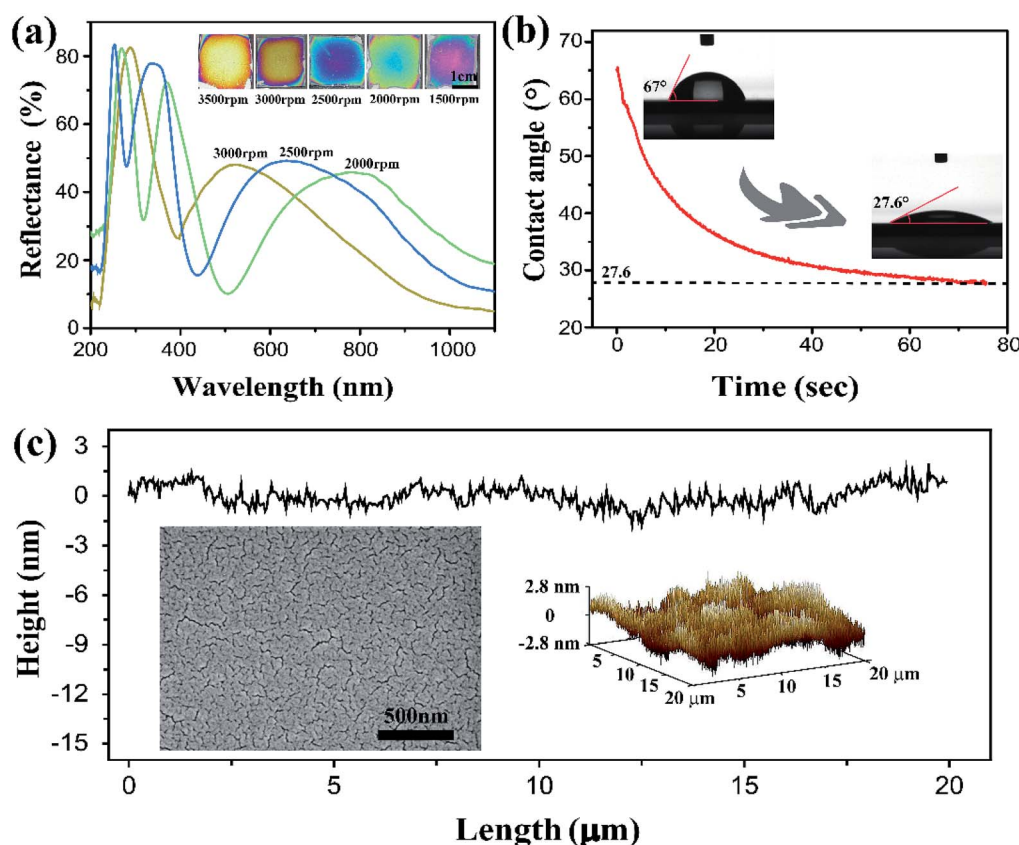 (a)
80
60
40
20
0
Reflectance (%)
200 400 600 800 1000
Wavelength (nm)
1cm
3500rpm 3000rpm 2500rpm 2000rpm 1500rpm
3000rpm 2500rpm 2000rpm
(b)
70
60
50
40
30
20
Contact angle (°)
0 20 40 60 80
Time (sec)
67°
27.6°
27.6
(c)
3
0
-3
-6
-9
-12
-15
Height (nm)
0 5 10 15 20
Length (μm)
500nm
2.8 nm
0
-2.8 nm
5
10
15
20 μm
5
10
15
20 μm